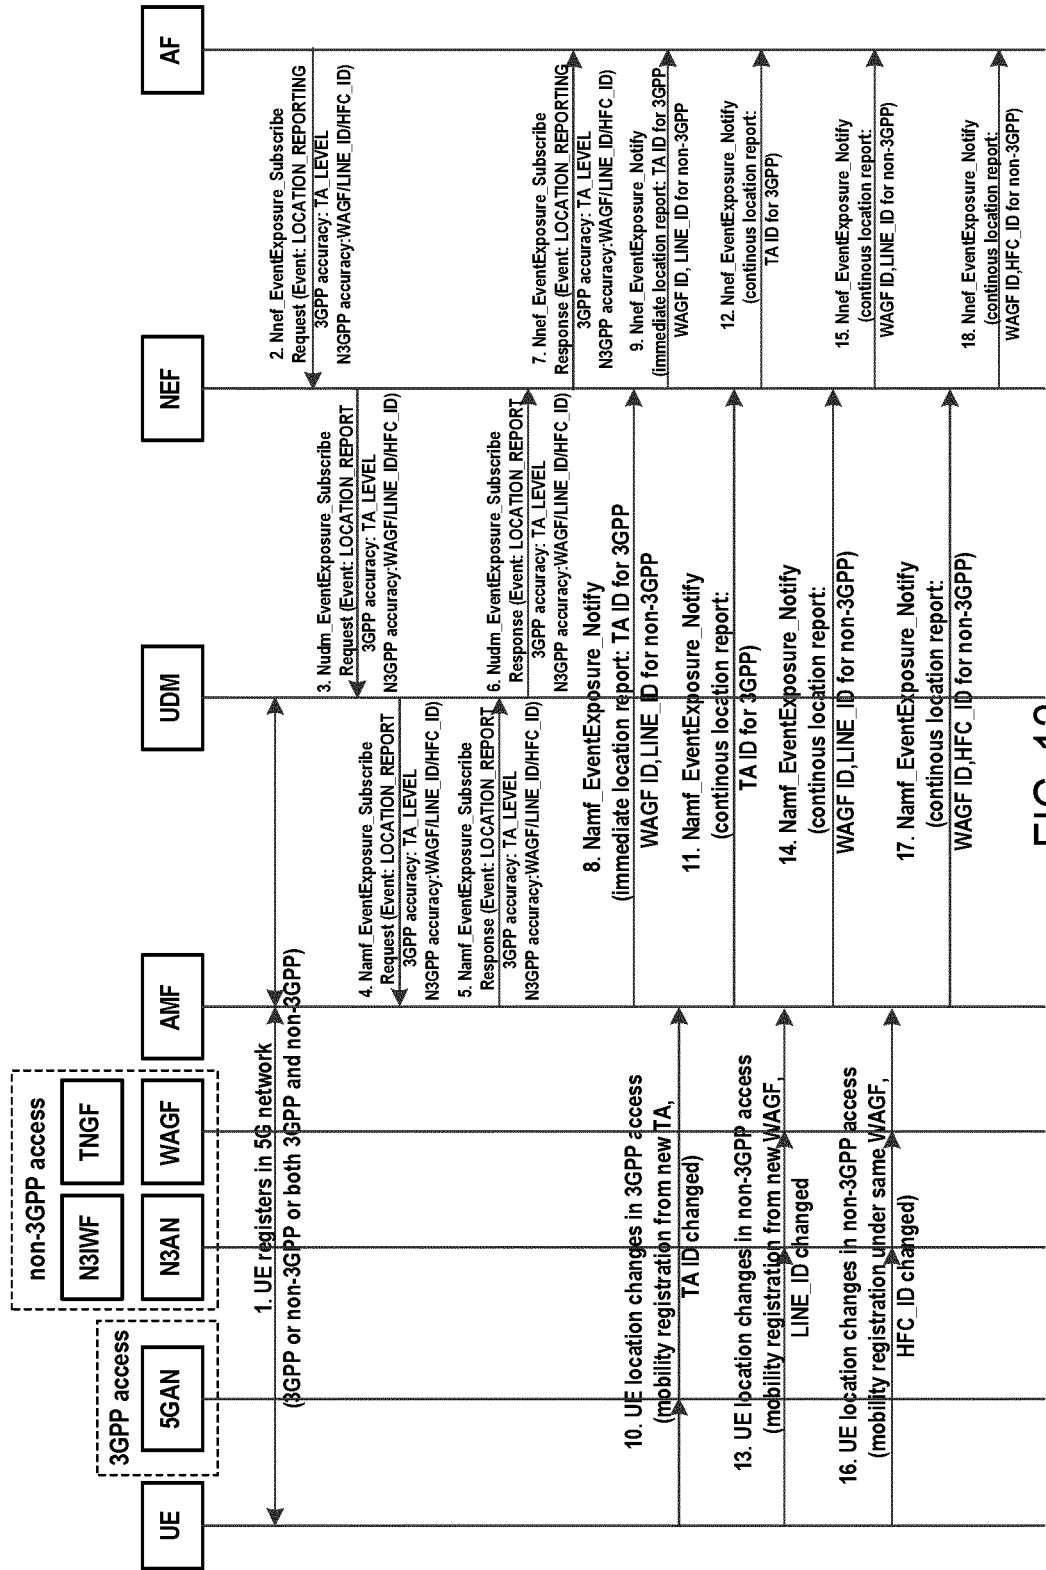 non-3GPP access
3GPP access
N3IWF
TNGF
UE
5GAN
N3AN
WAGF
AMF
UDM
NEF
AF
1. UE registers in 5G network
(3GPP or non-3GPP or both 3GPP and non-3GPP)
2. Nnef_EventExposure_Subscribe
Request (Event: LOCATION_REPORTING
3GPP accuracy: TA_LEVEL
N3GPP accuracy:WAGF/LINE_ID/HFC_ID)
3. Nudm_EventExposure_Subscribe
Request (Event: LOCATION_REPORT
3GPP accuracy: TA_LEVEL
N3GPP accuracy:WAGF/LINE_ID/HFC_ID)
4. Namf_EventExposure_Subscribe
Request (Event: LOCATION_REPORT
3GPP accuracy: TA_LEVEL
N3GPP accuracy:WAGF/LINE_ID/HFC_ID)
5. Namf_EventExposure_Subscribe
Response (Event: LOCATION_REPORT
3GPP accuracy: TA_LEVEL
N3GPP accuracy:WAGF/LINE_ID/HFC_ID)
6. Nudm_EventExposure_Subscribe
Response (Event: LOCATION_REPORT
3GPP accuracy: TA_LEVEL
N3GPP accuracy:WAGF/LINE_ID/HFC_ID)
7. Nnef_EventExposure_Subscribe
Response (Event: LOCATION_REPORTING
3GPP accuracy: TA_LEVEL
N3GPP accuracy:WAGF/LINE_ID/HFC_ID)
8. Namf_EventExposure_Notify
(immediate location report: TA ID for 3GPP
WAGF ID,LINE_ID for non-3GPP
9. Nnef_EventExposure_Notify
(immediate location report: TA ID for 3GPP
WAGF ID, LINE_ID for non-3GPP
10. UE location changes in 3GPP access
(mobility registration from new TA,
TA ID changed)
11. Namf_EventExposure_Notify
(continous location report:
TA ID for 3GPP)
12. Nnef_EventExposure_Notify
(continous location report:
TA ID for 3GPP)
13. UE location changes in non-3GPP access
(mobility registration from new WAGF,
LINE_ID changed
14. Namf_EventExposure_Notify
(continous location report:
WAGF ID,LINE_ID for non-3GPP)
15. Nnef_EventExposure_Notify
(continous location report:
WAGF ID,LINE_ID for non-3GPP)
16. UE location changes in non-3GPP access
(mobility registration under same WAGF,
HFC_ID changed)
17. Namf_EventExposure_Notify
(continous location report:
WAGF ID,HFC_ID for non-3GPP)
18. Nnef_EventExposure_Notify
(continous location report:
WAGF ID,HFC_ID for non-3GPP)